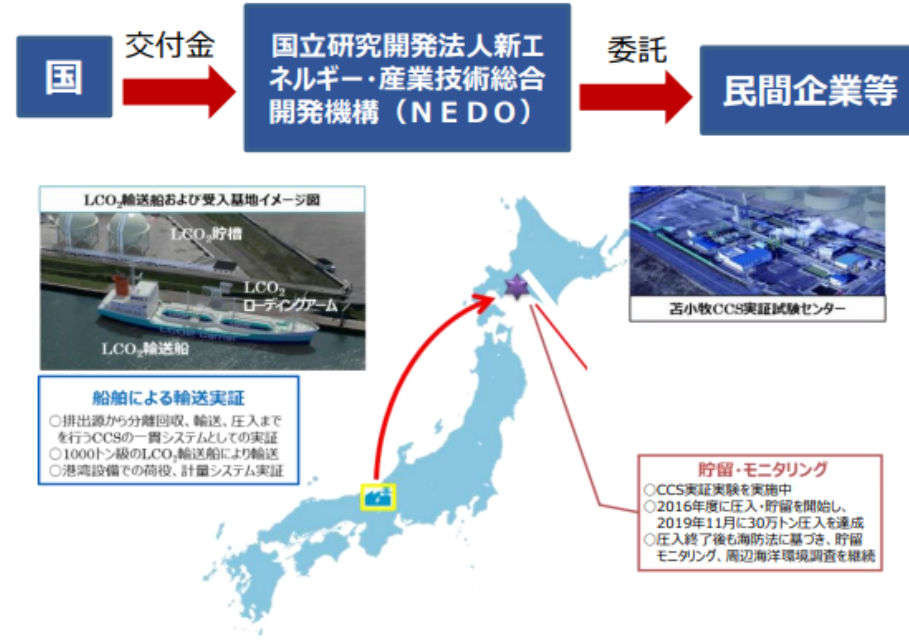 国
交付金
国立研究開発法人新エ
ネルギー・産業技術総合
開発機構（ＮＥＤＯ）
委託
民間企業等
LCO₂輸送船および受入基地イメージ図
LCO₂貯槽
LCO₂
ローディングアーム
LCO₂輸送船
苫小牧CCS実証試験センター
船舶による輸送実証
○排出源から分離回収、輸送、圧入まで
を行うCCSの一貫システムとしての実証
○1000トン級のLCO₂輸送船により輸送
○港湾設備での荷役、計量システム実証
貯留・モニタリング
○CCS実証実験を実施中
○2016年度に圧入・貯留を開始し、
2019年11月に30万トン圧入を達成
○圧入終了後も海防法に基づき、貯留
モニタリング、周辺海洋環境調査を継続